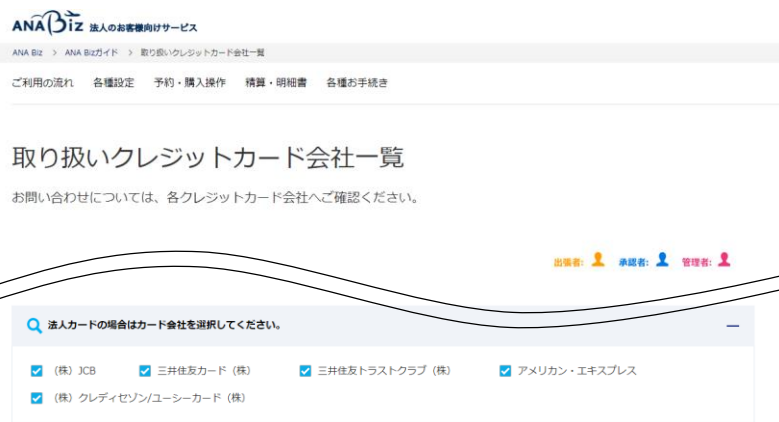 ANA Biz 法人のお客様向けサービス
ANA Biz > ANA Bizガイド > 取り扱いクレジットカード会社一覧
ご利用の流れ 各種設定 予約・購入操作 精算・明細書 各種お手続き
取り扱いクレジットカード会社一覧
お問い合わせについては、各クレジットカード会社へご確認ください。
出張者: 承認者: 管理者:
法人カードの場合はカード会社を選択してください。
(株) JCB 三井住友カード (株) 三井住友トラストクラブ (株) アメリカン・エキスプレス
(株) クレディセゾン/ユーシーカード (株)